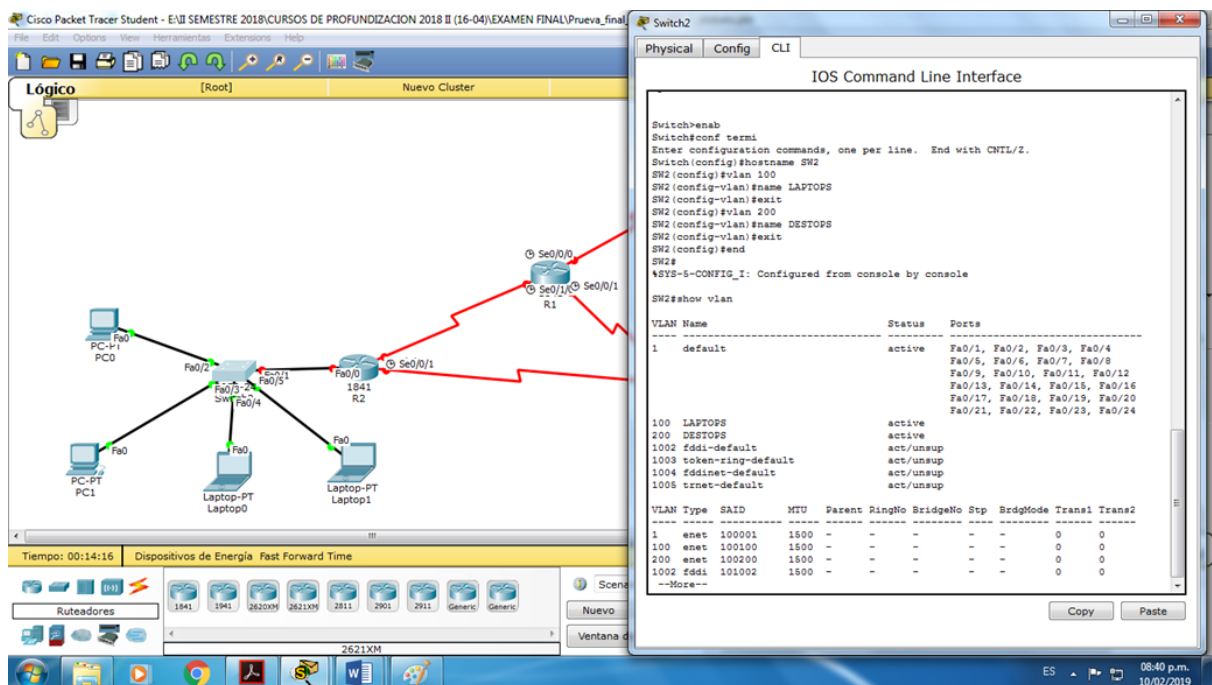 Cisco Packet Tracer Student - E:\II SEMESTRE 2018\CURSOS DE PROFUNDIZACION 2018 II (16-04)\EXAMEN FINAL\Prueva_final
File Edit Options View Herramientas Extensions Help
Lógico [Root] Nuevo Cluster
Se0/0/0
Se0/1/0 Se0/0/1
R1
Fa0
PC-PT
PC0
Fa0/2
Fa0/5
Fa0/3
Fa0/4
Fa0/0 Se0/0/1
1841
R2
Fa0
Fa0
Fa0
PC-PT
PC1
Laptop-PT
Laptop0
Laptop-PT
Laptop1
Tiempo: 00:14:16 Dispositivos de Energía Fast Forward Time
Ruteadores
1841 1941 2620XM 2621XM 2811 2901 2911 Generic Generic
2621XM
Scena
Nuevo
Ventana d
Switch2
Physical Config CLI
IOS Command Line Interface
Switch>enab
Switch#conf termi
Enter configuration commands, one per line. End with CNTL/Z.
Switch(config)#hostname SW2
SW2(config)#vlan 100
SW2(config-vlan)#name LAPTOPS
SW2(config-vlan)#exit
SW2(config)#vlan 200
SW2(config-vlan)#name DESTOPS
SW2(config-vlan)#exit
SW2(config)#end
SW2#
%SYS-5-CONFIG_I: Configured from console by console
SW2#show vlan
VLAN Name Status Ports
---- -------------------------------- --------- -------------------------------
1 default active Fa0/1, Fa0/2, Fa0/3, Fa0/4
Fa0/5, Fa0/6, Fa0/7, Fa0/8
Fa0/9, Fa0/10, Fa0/11, Fa0/12
Fa0/13, Fa0/14, Fa0/15, Fa0/16
Fa0/17, Fa0/18, Fa0/19, Fa0/20
Fa0/21, Fa0/22, Fa0/23, Fa0/24
100 LAPTOPS active
200 DESTOPS active
1002 fddi-default act/unsup
1003 token-ring-default act/unsup
1004 fddinet-default act/unsup
1005 trnet-default act/unsup
VLAN Type SAID MTU Parent RingNo BridgeNo Stp BrdgMode Trans1 Trans2
---- ----- ---------- ----- ------ ------ -------- ---- -------- ------ ------
1 enet 100001 1500 - - - - - 0 0
100 enet 100100 1500 - - - - - 0 0
200 enet 100200 1500 - - - - - 0 0
1002 fddi 101002 1500 - - - - - 0 0
--More--
Copy Paste
ES 08:40 p.m.
10/02/2019